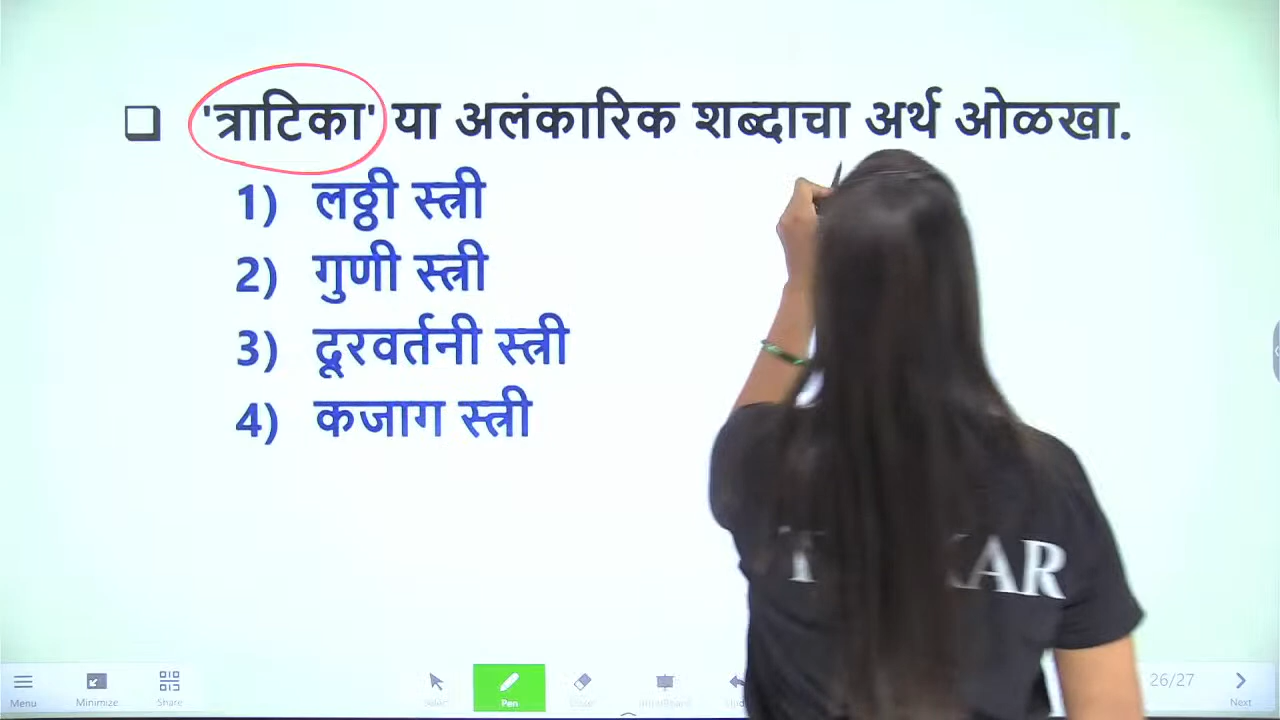 'त्राटिका' या अलंकारिक शब्दाचा अर्थ ओळखा.
1) लठ्ठी स्त्री
2) गुणी स्त्री
3) दूरवर्तनी स्त्री
4) कजाग स्त्री
Menu
Minimize
Share
Select
Pen
26/27
Next